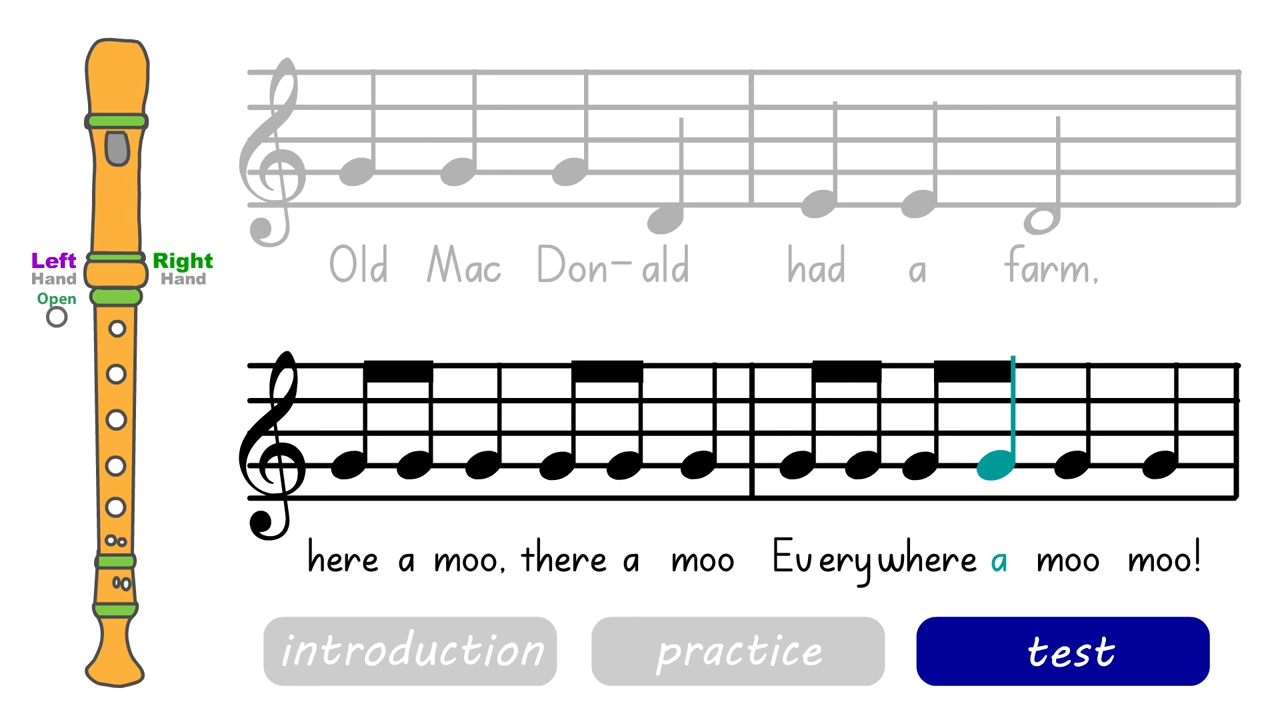 Left Right
Hand Hand
Open
Old Mac Don-ald had a farm,
here a moo, there a moo Everywhere a moo moo!
introduction practice test